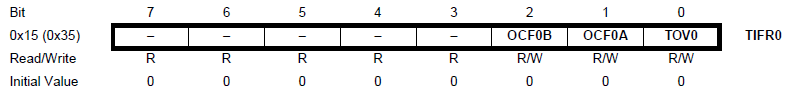 Bit 7 6 5 4 3 2 1 0
0x15 (0x35) – – – – – OCF0B OCF0A TOV0 TIFR0
Read/Write R R R R R R/W R/W R/W
Initial Value 0 0 0 0 0 0 0 0